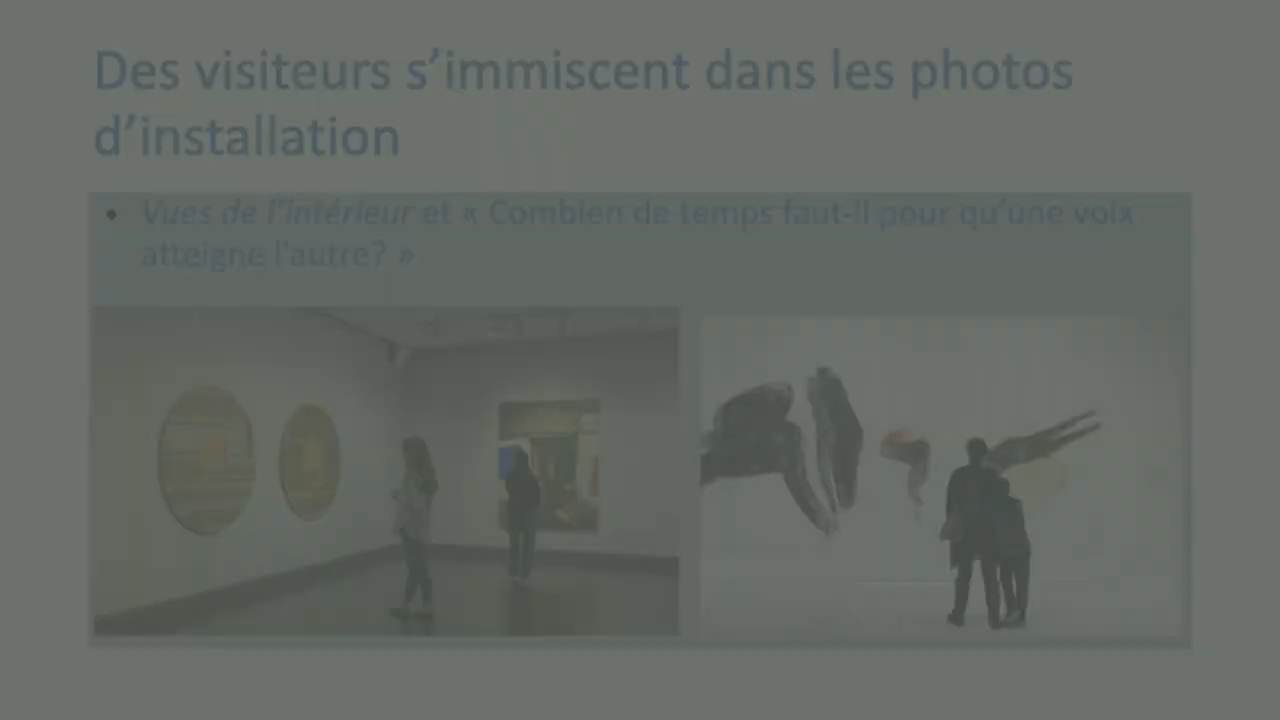 Des visiteurs s’immiscent dans les photos
d’installation
• Vues de l’intérieur et « Combien de temps faut-il pour qu’une voix
atteigne l'autre? »